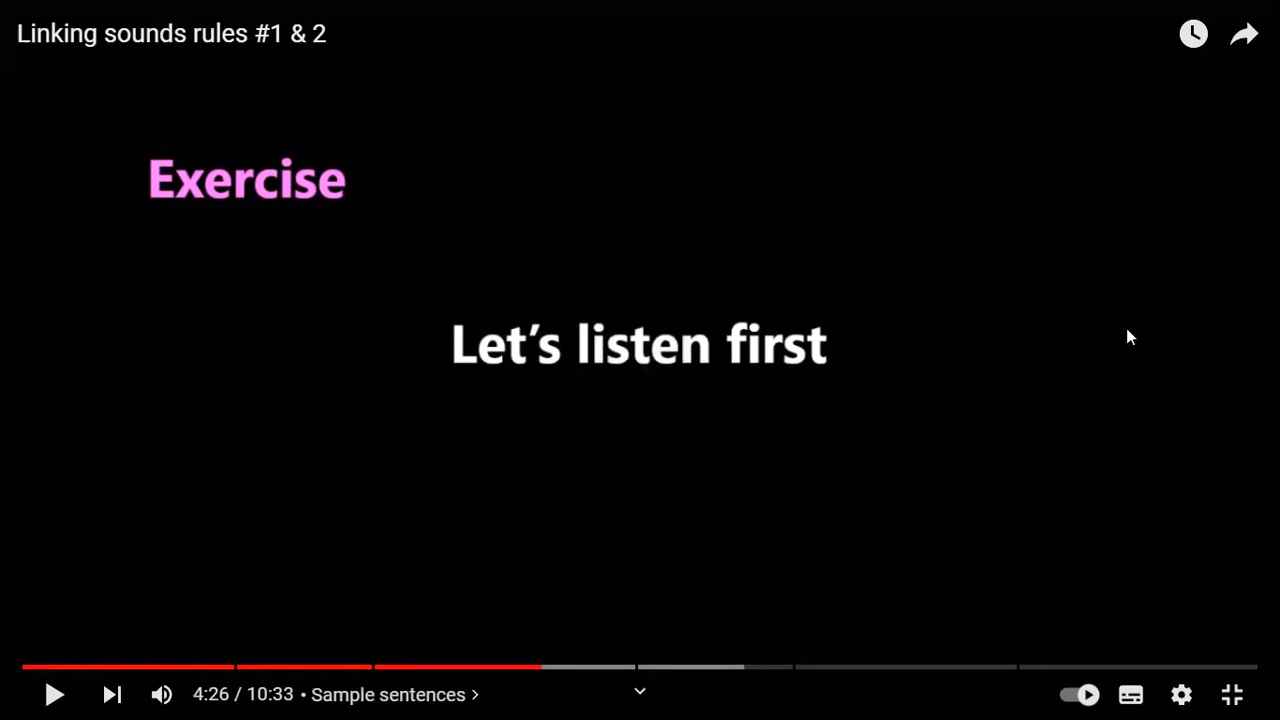 Linking sounds rules #1 & 2
Exercise
Let’s listen first
4:26 / 10:33 • Sample sentences >